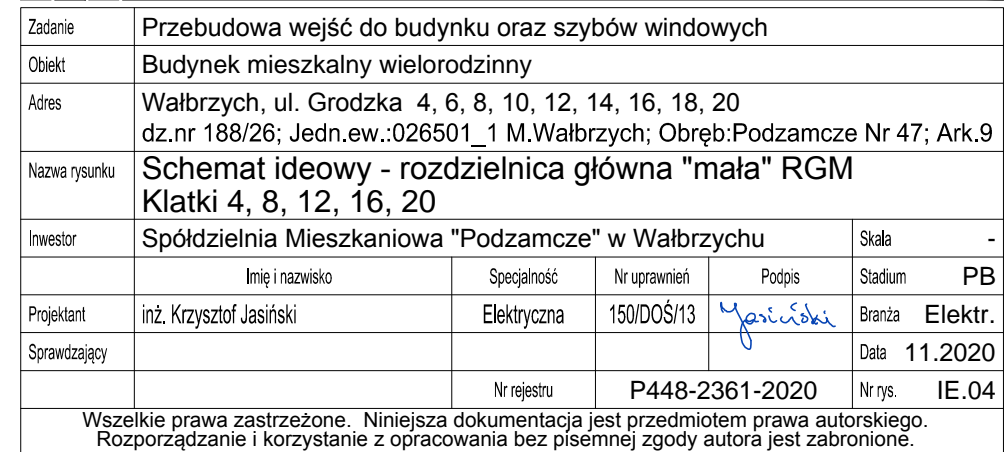 Zadanie Przebudowa wejść do budynku oraz szybów windowych
Obiekt Budynek mieszkalny wielorodzinny
Adres Wałbrzych, ul. Grodzka 4, 6, 8, 10, 12, 14, 16, 18, 20
dz.nr 188/26; Jedn.ew.:026501_1 M.Wałbrzych; Obręb:Podzamcze Nr 47; Ark.9
Nazwa rysunku Schemat ideowy - rozdzielnica główna "mała" RGM
Klatki 4, 8, 12, 16, 20
Inwestor Spółdzielnia Mieszkaniowa "Podzamcze" w Wałbrzychu Skala -
Imię i nazwisko Specjalność Nr uprawnień Podpis Stadium PB
Projektant inż. Krzysztof Jasiński Elektryczna 150/DOŚ/13 Jasiński Branża Elektr.
Sprawdzający Data 11.2020
Nr rejestru P448-2361-2020 Nr rys. IE.04
Wszelkie prawa zastrzeżone. Niniejsza dokumentacja jest przedmiotem prawa autorskiego.
Rozporządzanie i korzystanie z opracowania bez pisemnej zgody autora jest zabronione.